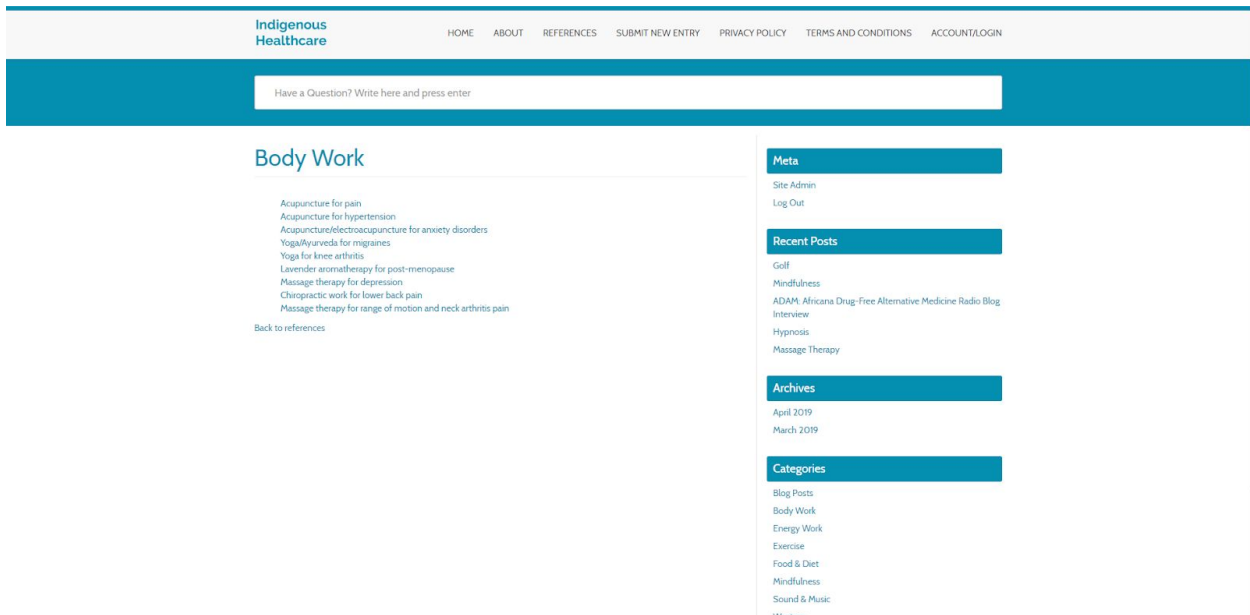 Indigenous
Healthcare
HOME ABOUT REFERENCES SUBMIT NEW ENTRY PRIVACY POLICY TERMS AND CONDITIONS ACCOUNT/LOGIN
Have a Question? Write here and press enter
Body Work
Acupuncture for pain
Acupuncture for hypertension
Acupuncture/electroacupuncture for anxiety disorders
Yoga/Ayurveda for migraines
Yoga for knee arthritis
Lavender aromatherapy for post-menopause
Massage therapy for depression
Chiropractic work for lower back pain
Massage therapy for range of motion and neck arthritis pain
Back to references
Meta
Site Admin
Log Out
Recent Posts
Golf
Mindfulness
ADAM: Africana Drug-Free Alternative Medicine Radio Blog
Interview
Hypnosis
Massage Therapy
Archives
April 2019
March 2019
Categories
Blog Posts
Body Work
Energy Work
Exercise
Food & Diet
Mindfulness
Sound & Music